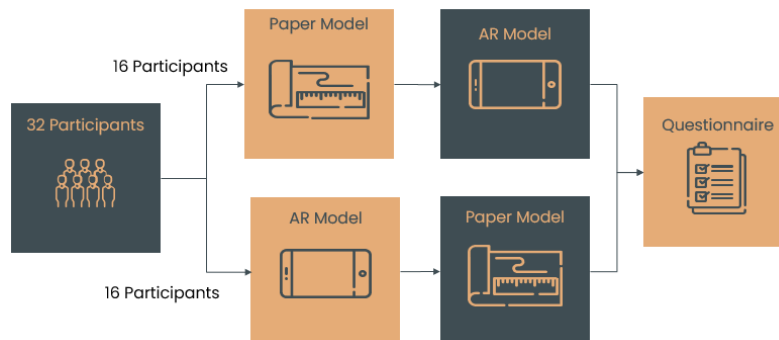 Paper Model
AR Model
16 Participants
32 Participants
Questionnaire
AR Model
Paper Model
16 Participants